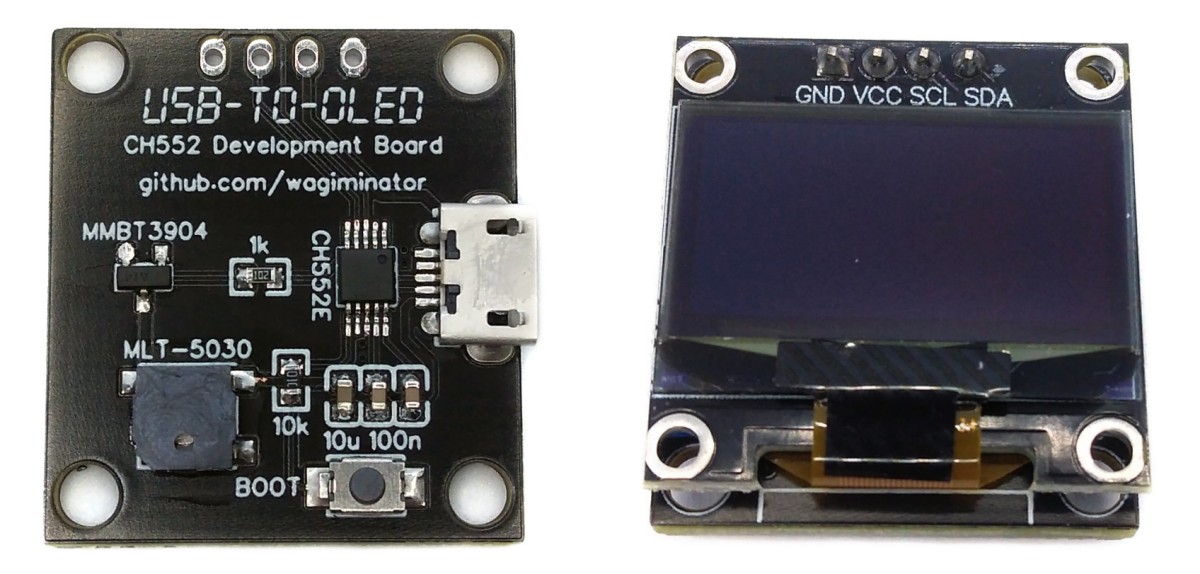 USB-TO-OLED
CH552 Development Board
github.com/wagiminator
MMBT3904
1k
102
CH552E
MLT-5030
10k
10u 100n
BOOT
GND VCC SCL SDA